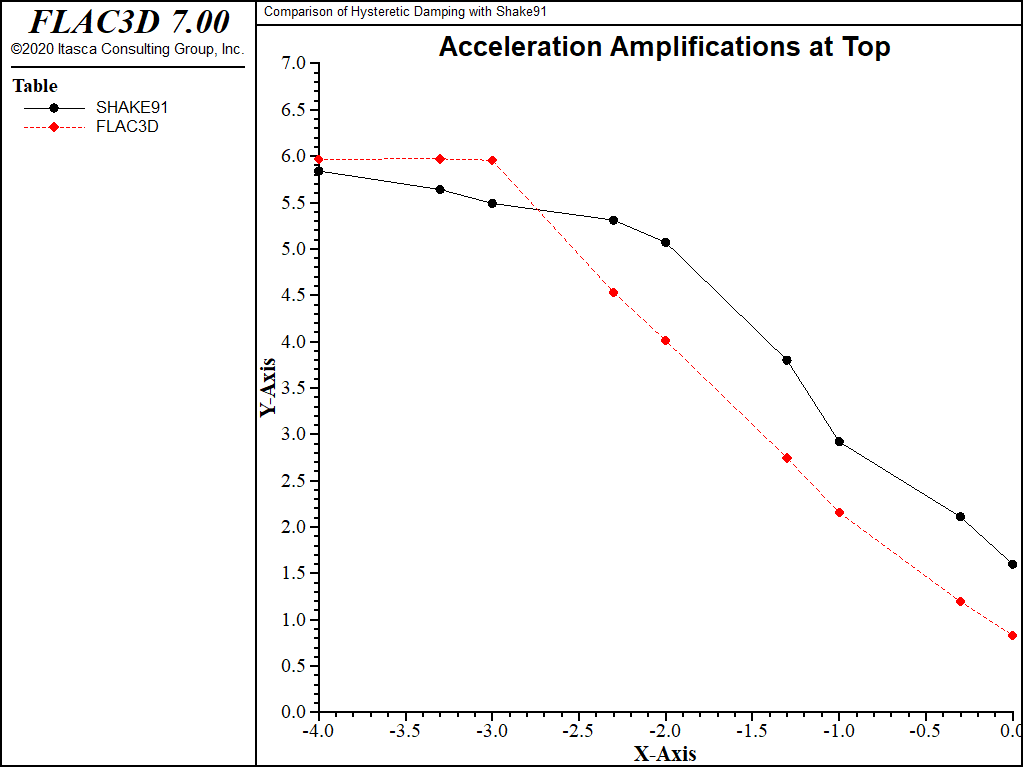 FLAC3D 7.00
©2020 Itasca Consulting Group, Inc.
Table
SHAKE91
FLAC3D
Comparison of Hysteretic Damping with Shake91
Acceleration Amplifications at Top
7.0
6.5
6.0
5.5
5.0
4.5
4.0
3.5
3.0
2.5
2.0
1.5
1.0
0.5
0.0
Y-Axis
-4.0 -3.5 -3.0 -2.5 -2.0 -1.5 -1.0 -0.5 0.0
X-Axis